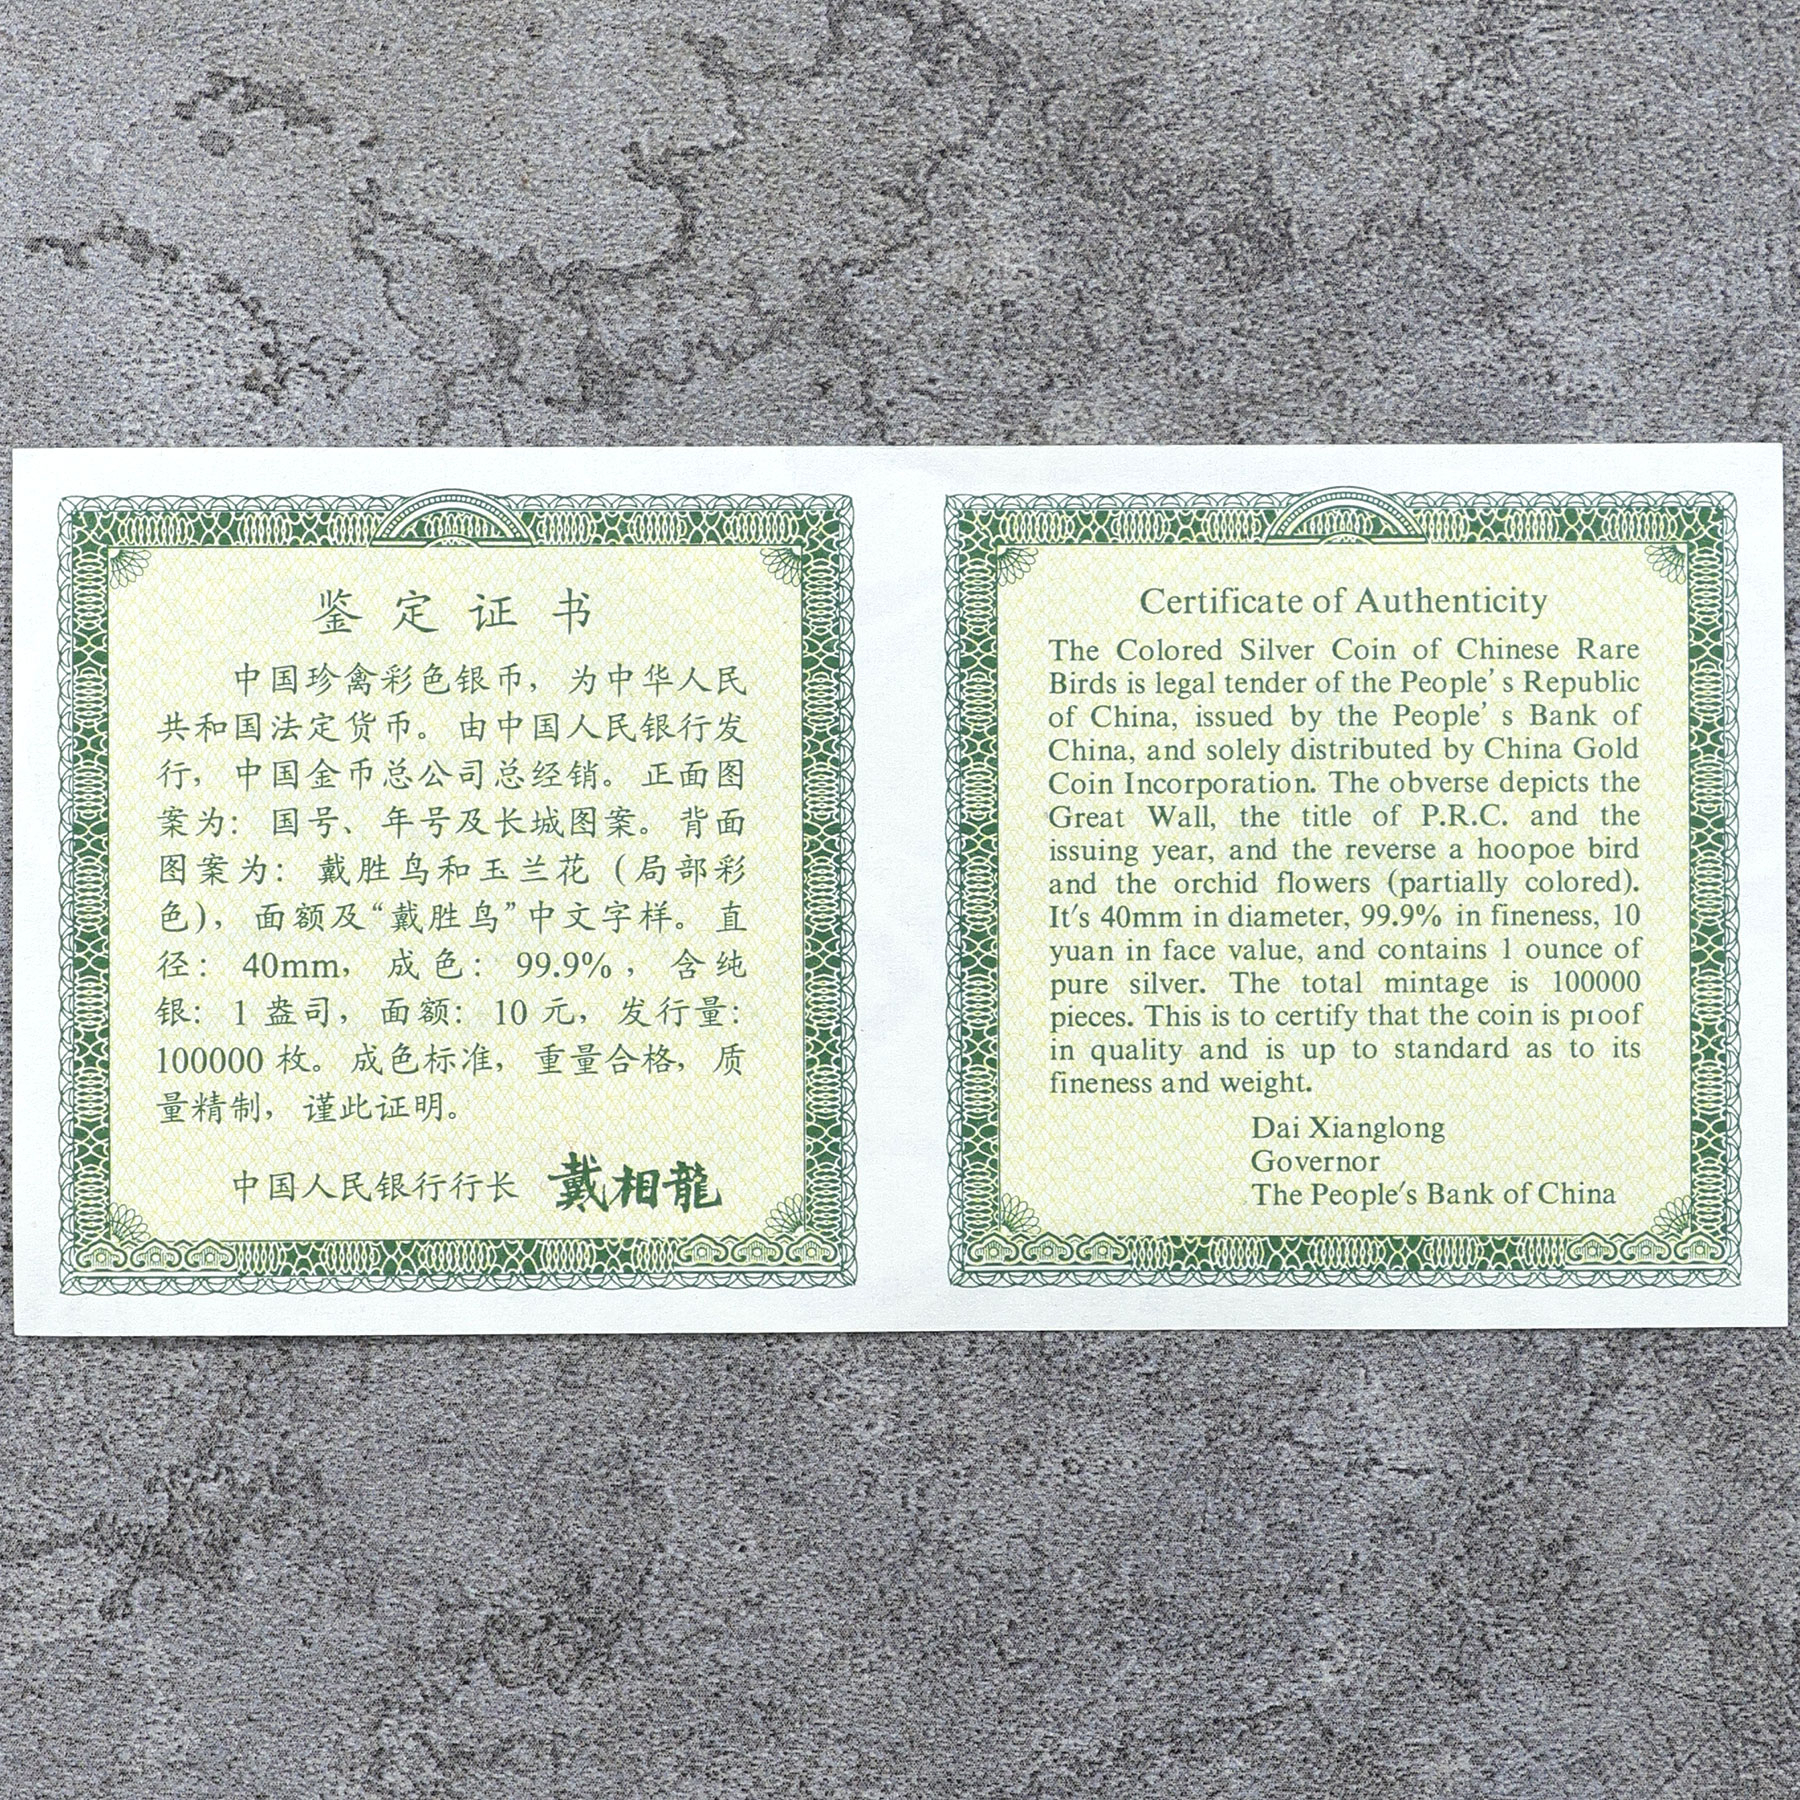 鉴定证书
中国珍禽彩色银币，为中华人民
共和国法定货币。由中国人民银行发
行，中国金币总公司总经销。正面图
案为：国号、年号及长城图案。背面
图案为：戴胜鸟和玉兰花（局部彩
色），面额及“戴胜鸟”中文字样。直
径：40mm，成色：99.9%，含纯
银：1盎司，面额：10元，发行量：
100000枚。成色标准，重量合格，质
量精制，谨此证明。
中国人民银行行长 戴相龍
Certificate of Authenticity
The Colored Silver Coin of Chinese Rare
Birds is legal tender of the People's Republic
of China, issued by the People's Bank of
China, and solely distributed by China Gold
Coin Incorporation. The obverse depicts the
Great Wall, the title of P.R.C. and the
issuing year, and the reverse a hoopoe bird
and the orchid flowers (partially colored).
It's 40mm in diameter, 99.9% in fineness, 10
yuan in face value, and contains 1 ounce of
pure silver. The total mintage is 100000
pieces. This is to certify that the coin is proof
in quality and is up to standard as to its
fineness and weight.
Dai Xianglong
Governor
The People's Bank of China